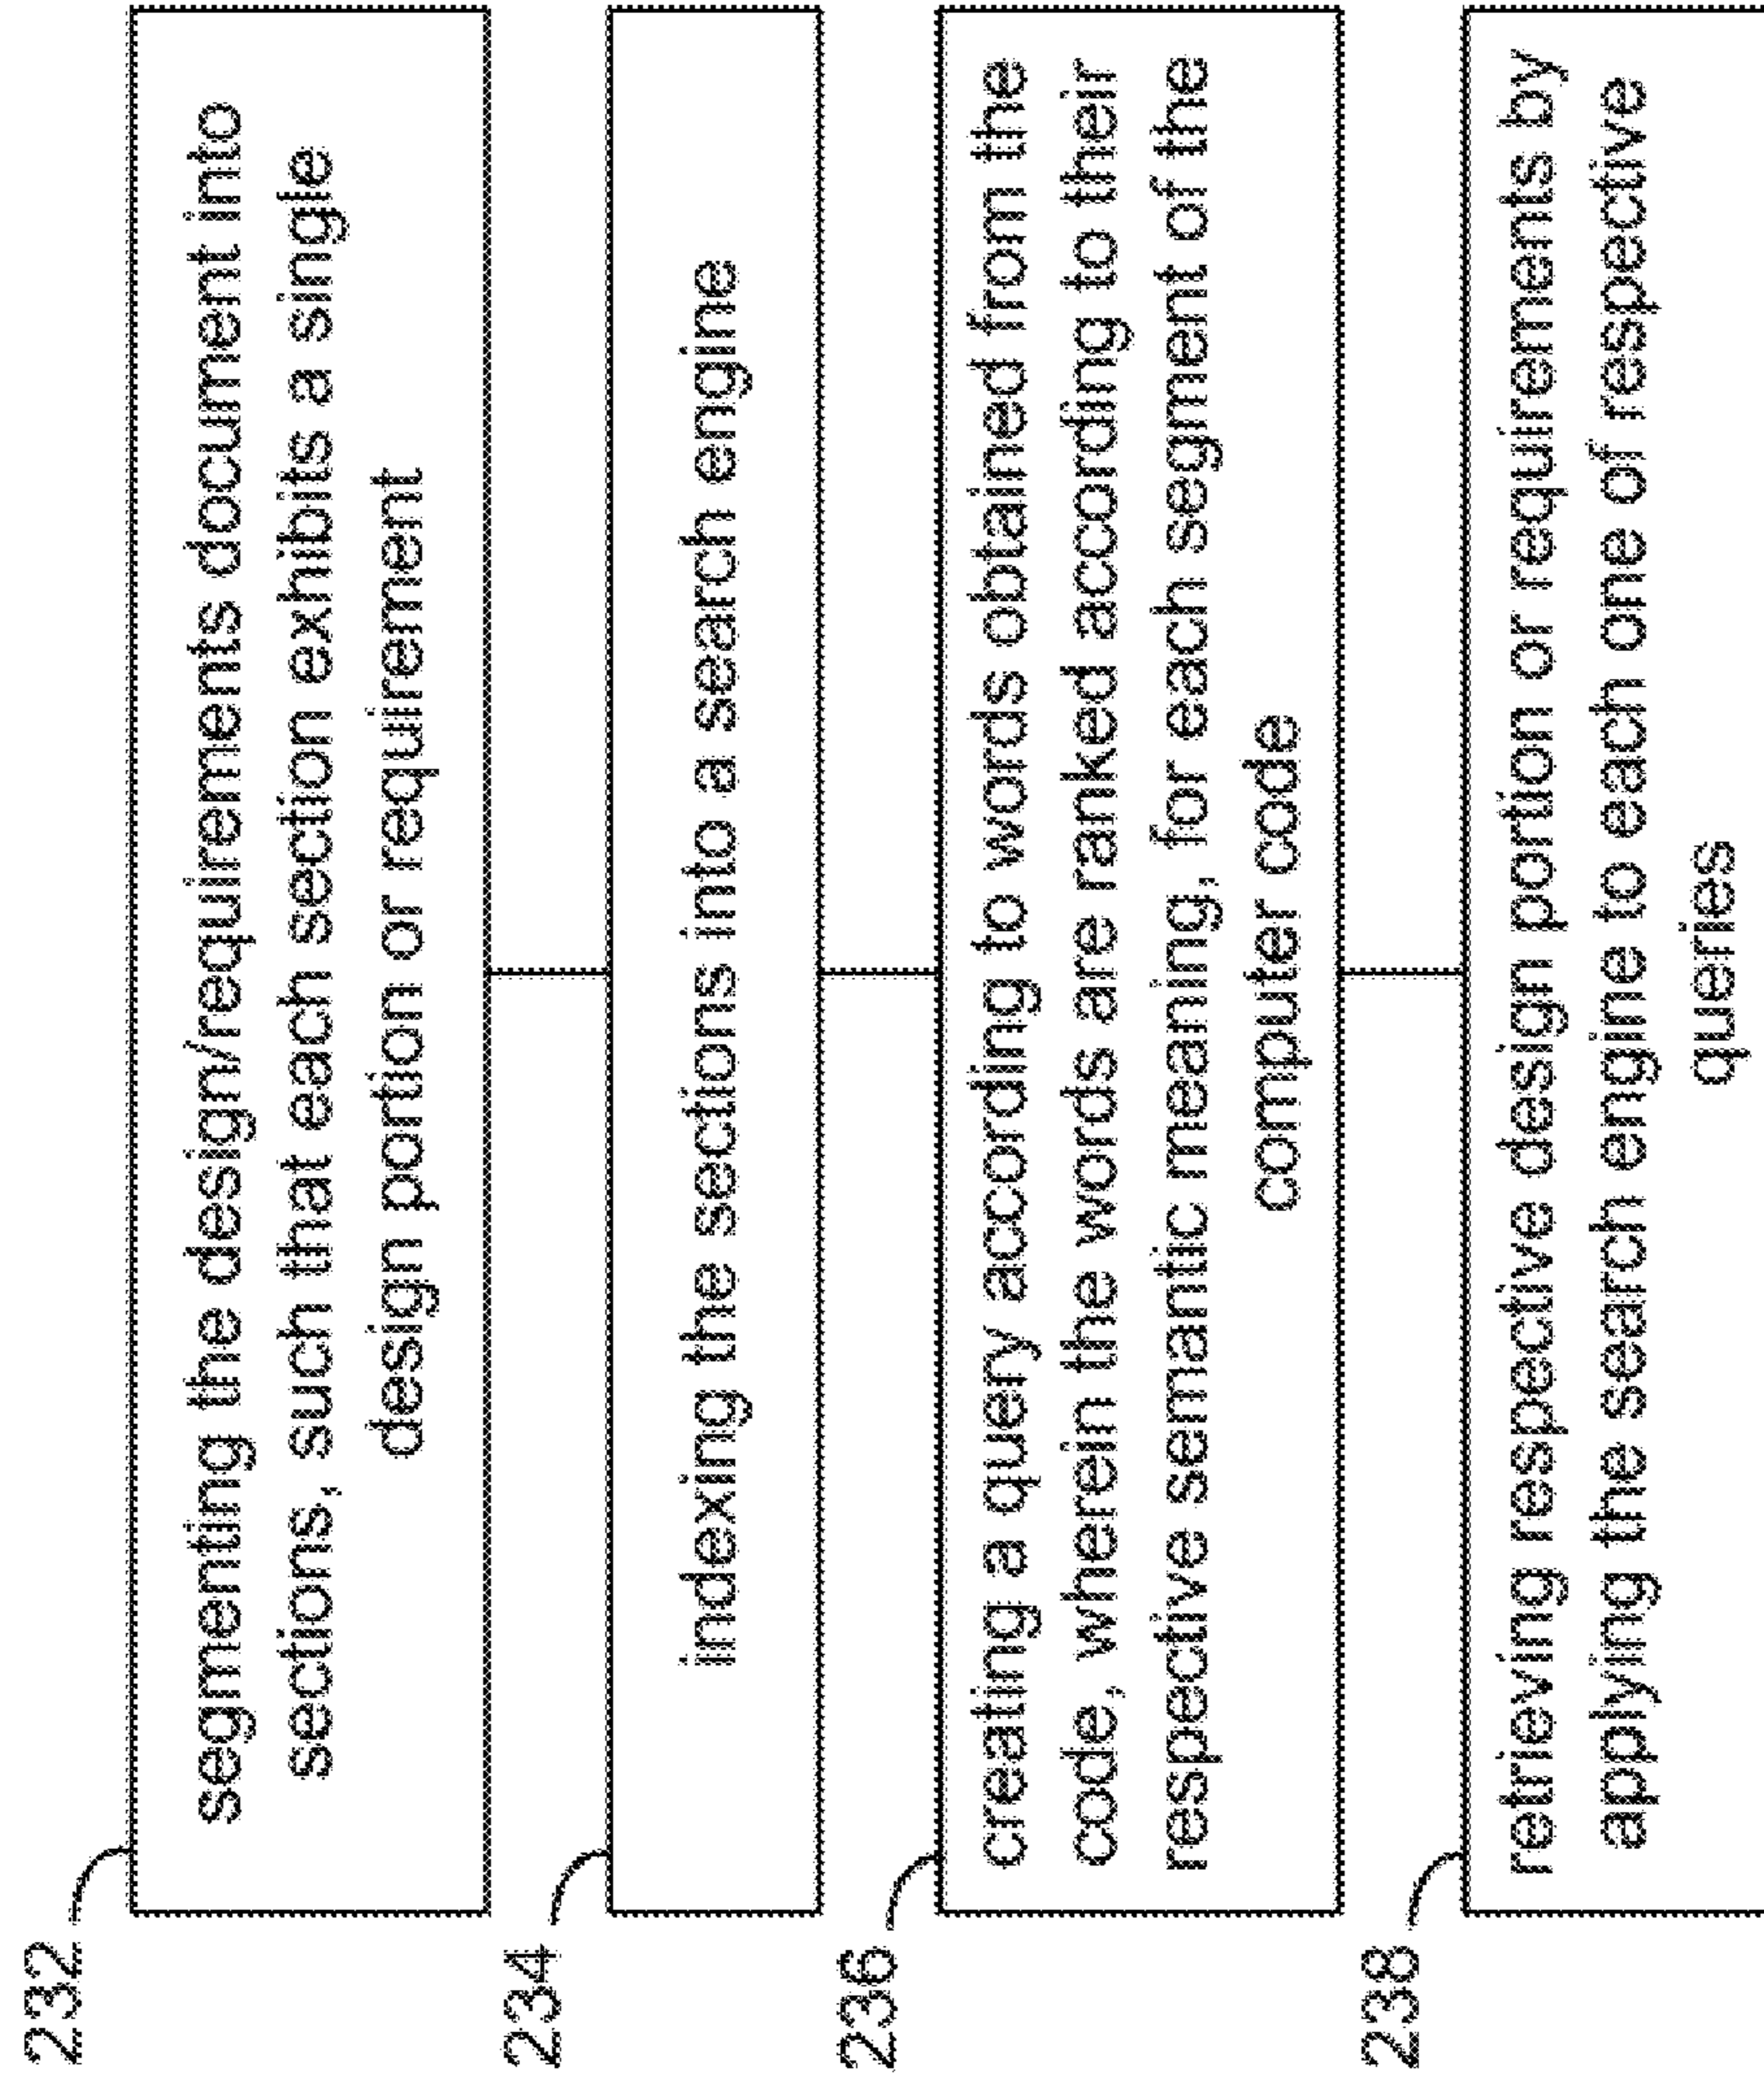 232
segmenting the design/requirements document into
sections, such that each section exhibits a single
design portion or requirement
234
indexing the sections into a search engine
236
creating a query according to words obtained from the
code, wherein the words are ranked according to their
respective semantic meaning, for each segment of the
computer code
238
retrieving respective design portion or requirements by
applying the search engine to each one of respective
queries